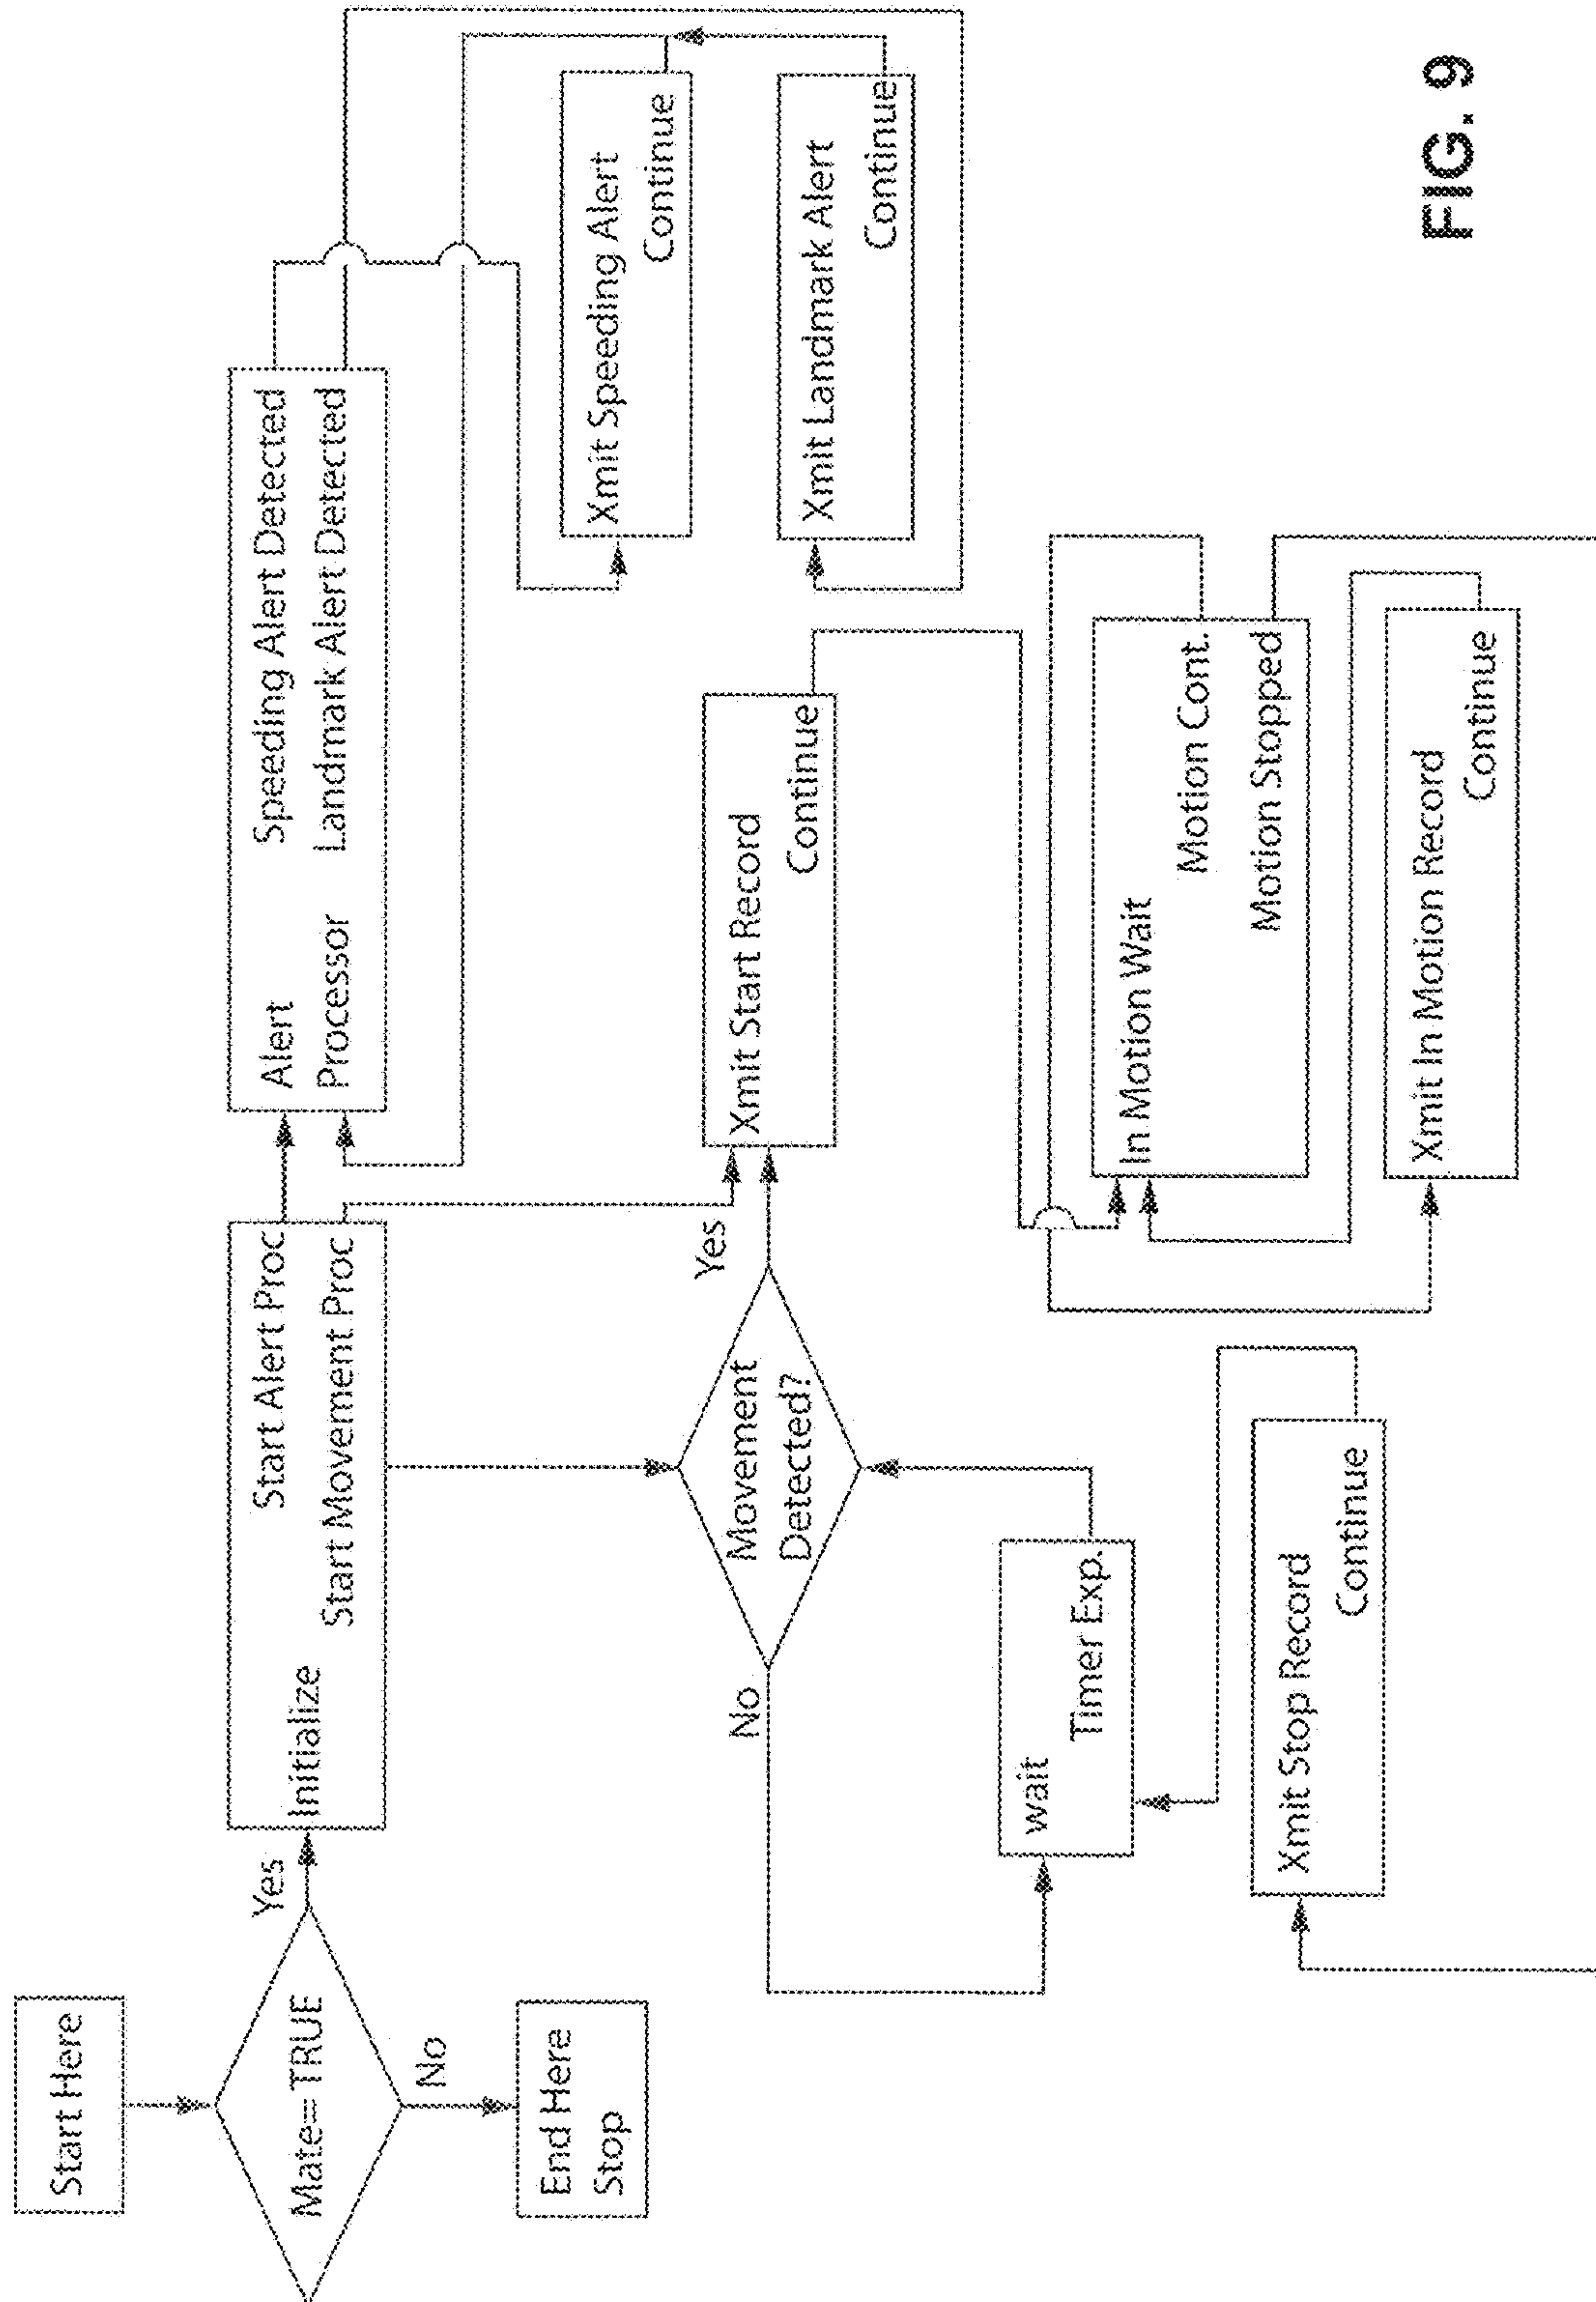 Start Here
Mate=TRUE
Yes
No
End Here
Stop
Initialize
Start Alert Proc
Start Movement Proc
Alert
Processor
Speeding Alert Detected
Landmark Alert Detected
Xmit Speeding Alert
Continue
Xmit Landmark Alert
Continue
Movement
Detected?
Yes
No
Xmit Start Record
Continue
wait
Timer Exp.
In Motion Wait
Motion Cont.
Motion Stopped
Xmit Stop Record
Continue
Xmit In Motion Record
Continue
FIG. 9